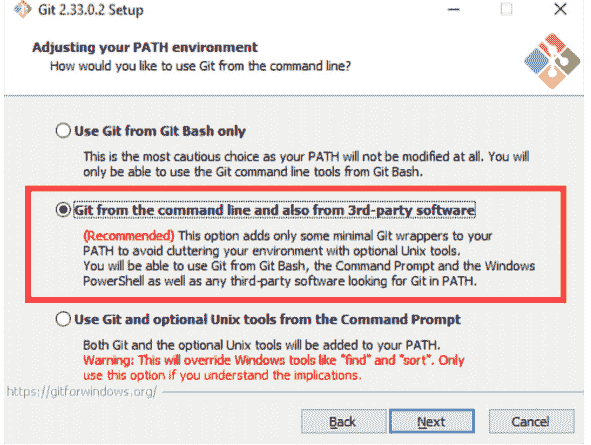 Git 2.33.0.2 Setup
Adjusting your PATH environment
How would you like to use Git from the command line?
Use Git from Git Bash only
This is the most cautious choice as your PATH will not be modified at all. You will
only be able to use the Git command line tools from Git Bash.
Git from the command line and also from 3rd-party software
(Recommended) This option adds only some minimal Git wrappers to your
PATH to avoid cluttering your environment with optional Unix tools.
You will be able to use Git from Git Bash, the Command Prompt and the Windows
PowerShell as well as any third-party software looking for Git in PATH.
Use Git and optional Unix tools from the Command Prompt
Both Git and the optional Unix tools will be added to your PATH.
Warning: This will override Windows tools like "find" and "sort". Only
use this option if you understand the implications.
https://gitforwindows.org/
Back Next Cancel